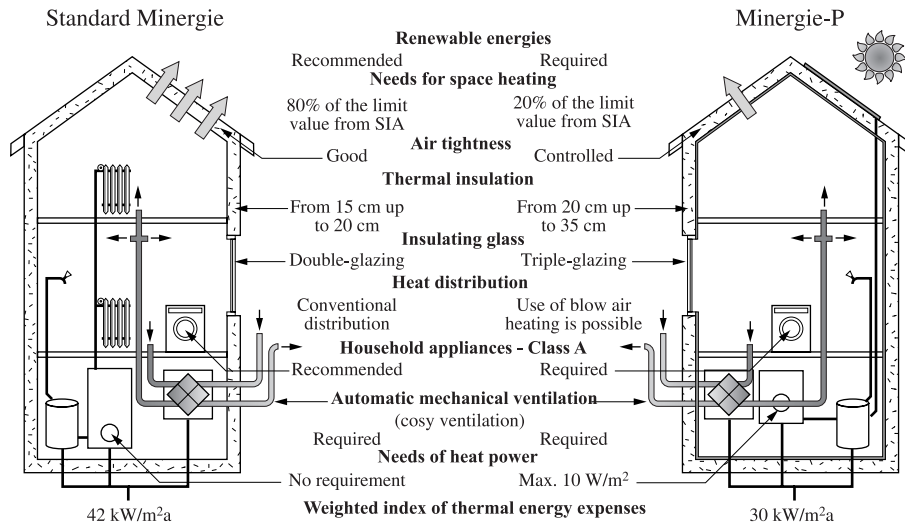 Standard Minergie
Minergie-P
Renewable energies
Recommended
Required
Needs for space heating
80% of the limit
value from SIA
20% of the limit
value from SIA
Air tightness
Good
Controlled
Thermal insulation
From 15 cm up
to 20 cm
From 20 cm up
to 35 cm
Insulating glass
Double-glazing
Triple-glazing
Heat distribution
Conventional
distribution
Use of blow air
heating is possible
Household appliances - Class A
Recommended
Required
Automatic mechanical ventilation
(cosy ventilation)
Required
Required
Needs of heat power
No requirement
Max. 10 W/m²
Weighted index of thermal energy expenses
42 kW/m²a
30 kW/m²a